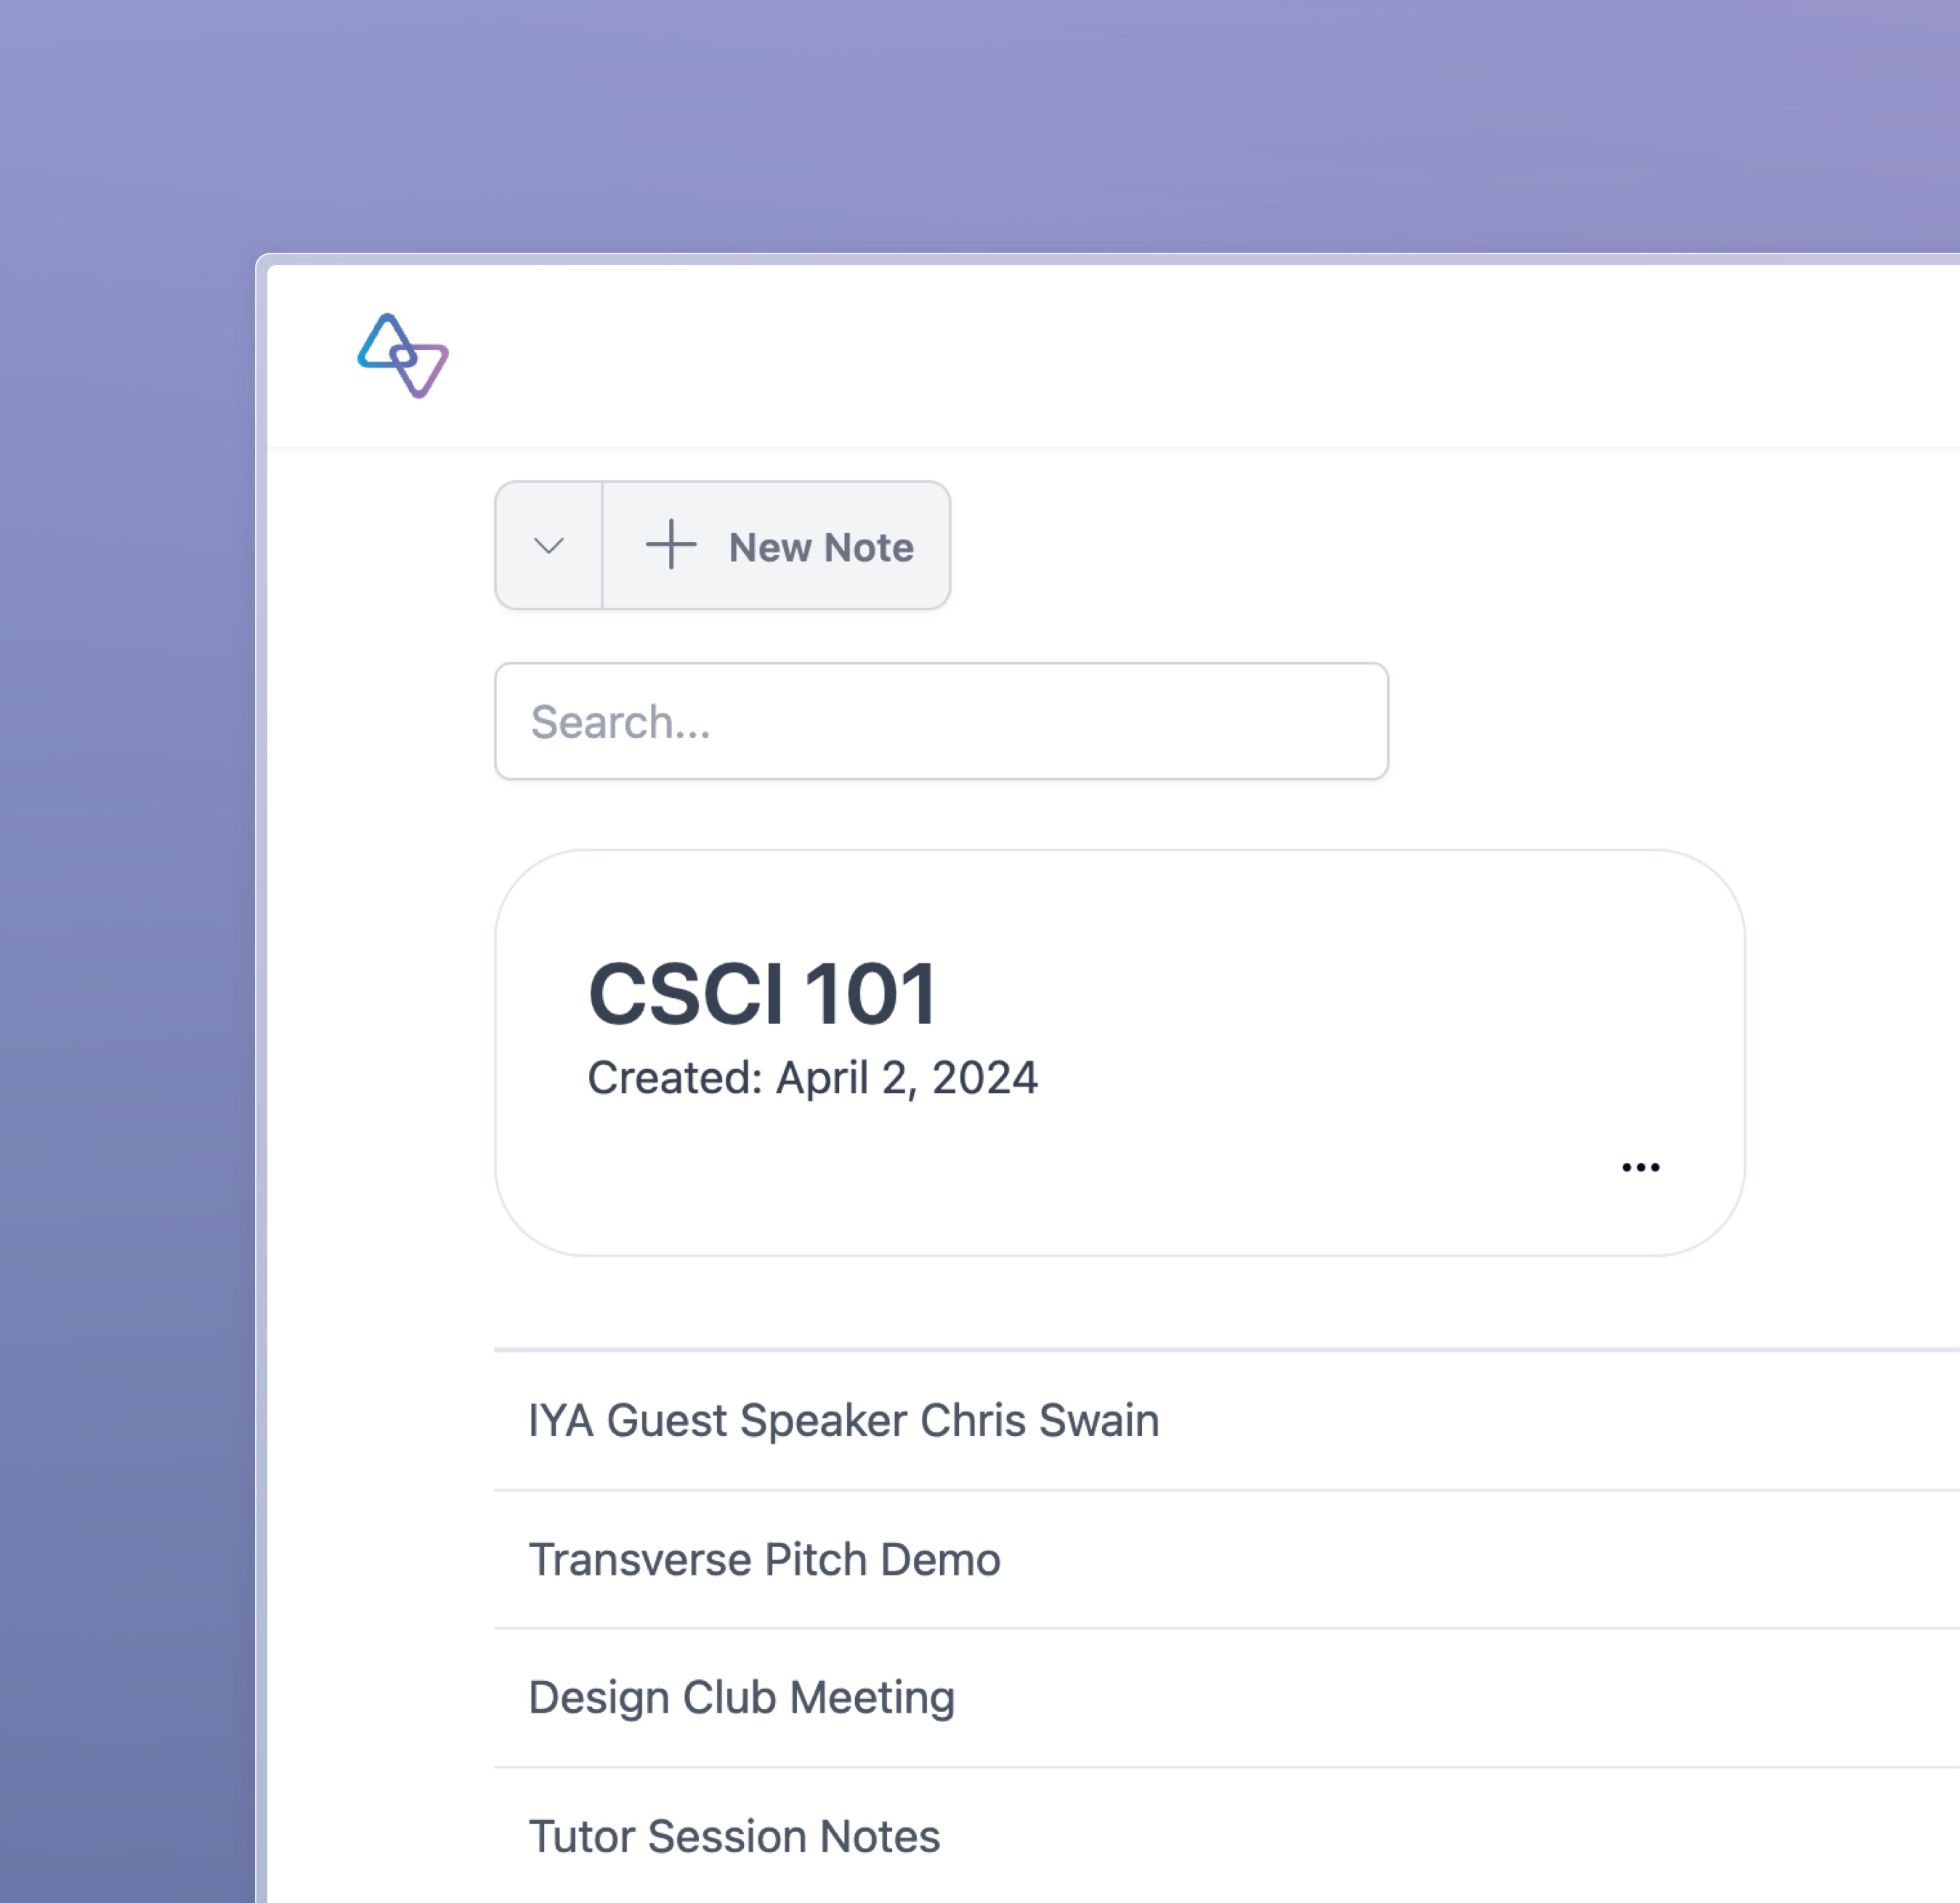 New Note
Search...
CSCI 101
Created: April 2, 2024
IYA Guest Speaker Chris Swain
Transverse Pitch Demo
Design Club Meeting
Tutor Session Notes